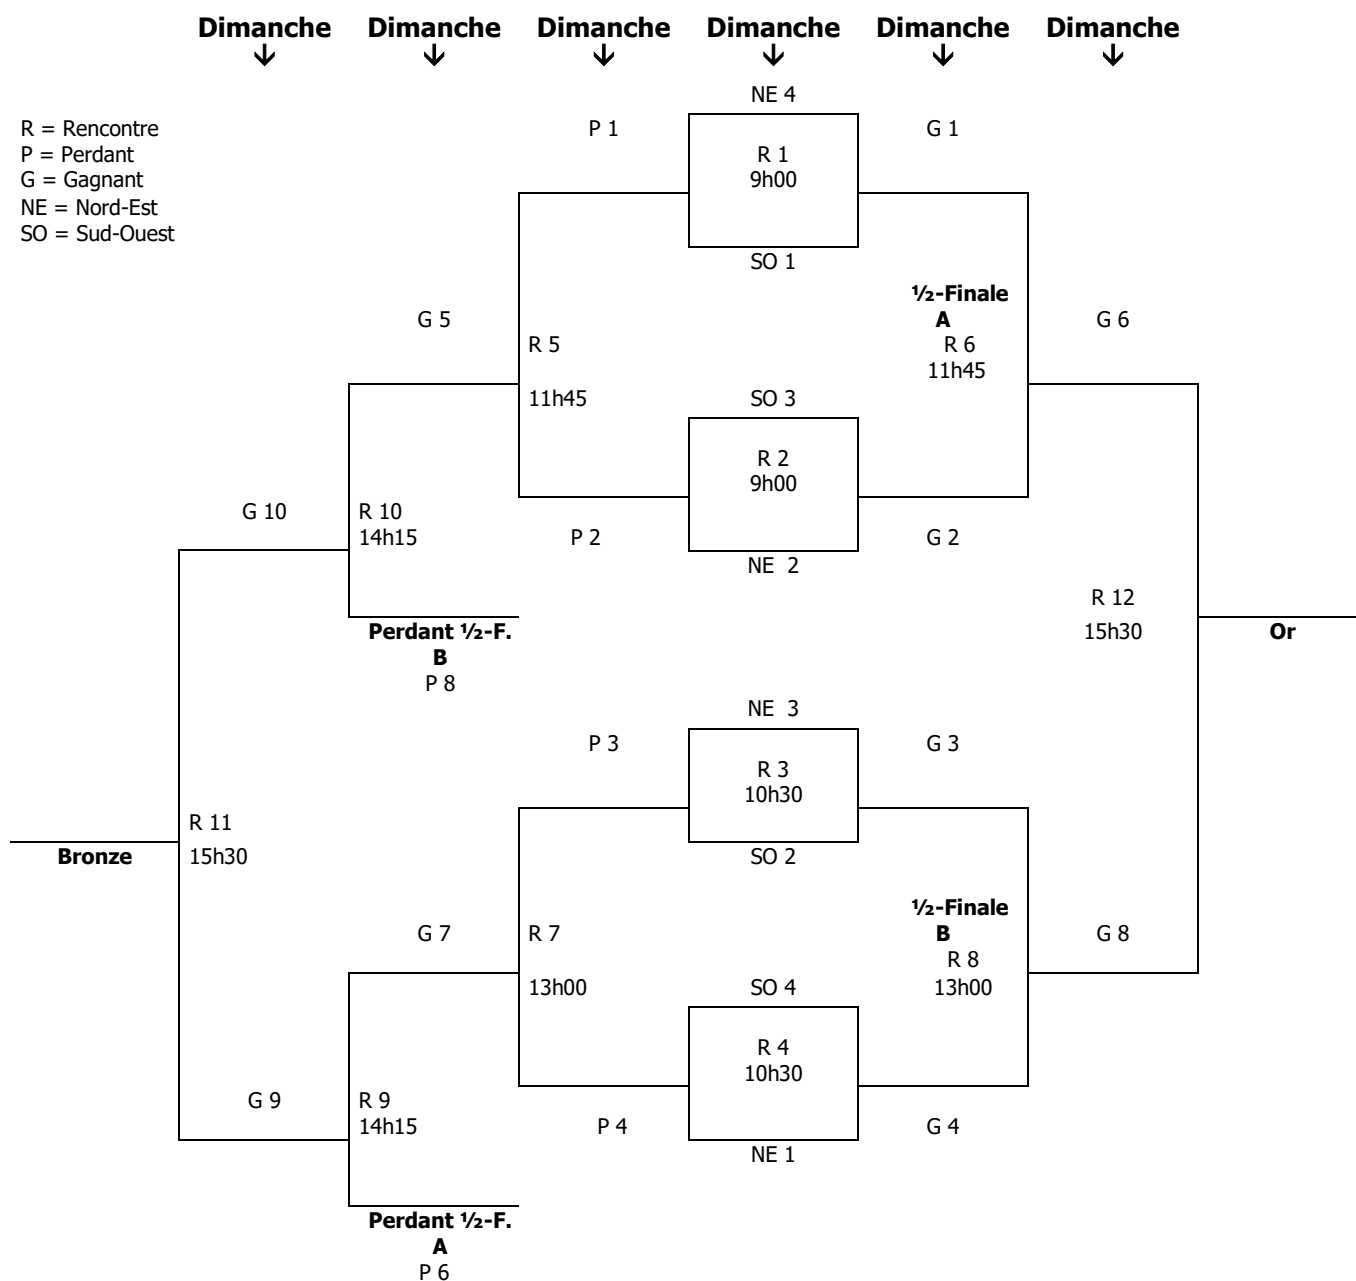 Dimanche Dimanche Dimanche Dimanche Dimanche Dimanche
NE 4
R = Rencontre
P = Perdant
G = Gagnant
NE = Nord-Est
SO = Sud-Ouest
P 1
G 1
R 1
9h00
SO 1
½-Finale
A
R 6
11h45
G 5
G 6
R 5
11h45
SO 3
R 2
9h00
G 10
R 10
14h15
P 2
G 2
NE 2
R 12
15h30
Or
Perdant ½-F.
B
P 8
NE 3
P 3
G 3
R 3
10h30
R 11
15h30
Bronze
SO 2
½-Finale
B
R 8
13h00
G 7
R 7
13h00
G 8
SO 4
R 4
10h30
G 9
R 9
14h15
P 4
G 4
NE 1
Perdant ½-F.
A
P 6